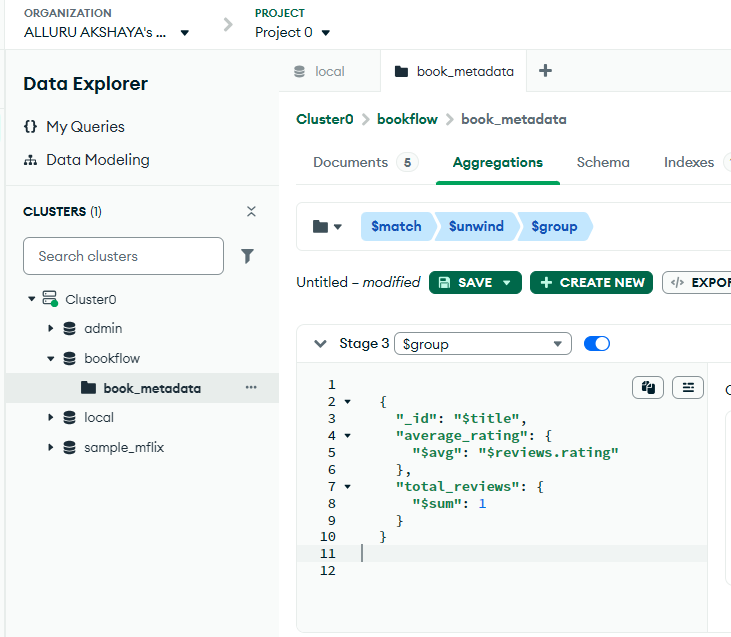 ORGANIZATION
ALLURU AKSHAYA's ...
PROJECT
Project 0
Data Explorer
{} My Queries
Data Modeling
CLUSTERS (1)
Search clusters
Cluster0
admin
bookflow
book_metadata ...
local
sample_mflix
local
book_metadata +
Cluster0 > bookflow > book_metadata
Documents 5 Aggregations Schema Indexes
$match $unwind $group
Untitled – modified SAVE + CREATE NEW </> EXPOR
Stage 3 $group
1
2 {
3 "_id": "$title",
4 "average_rating": {
5 "$avg": "$reviews.rating"
6 },
7 "total_reviews": {
8 "$sum": 1
9 }
10 }
11
12